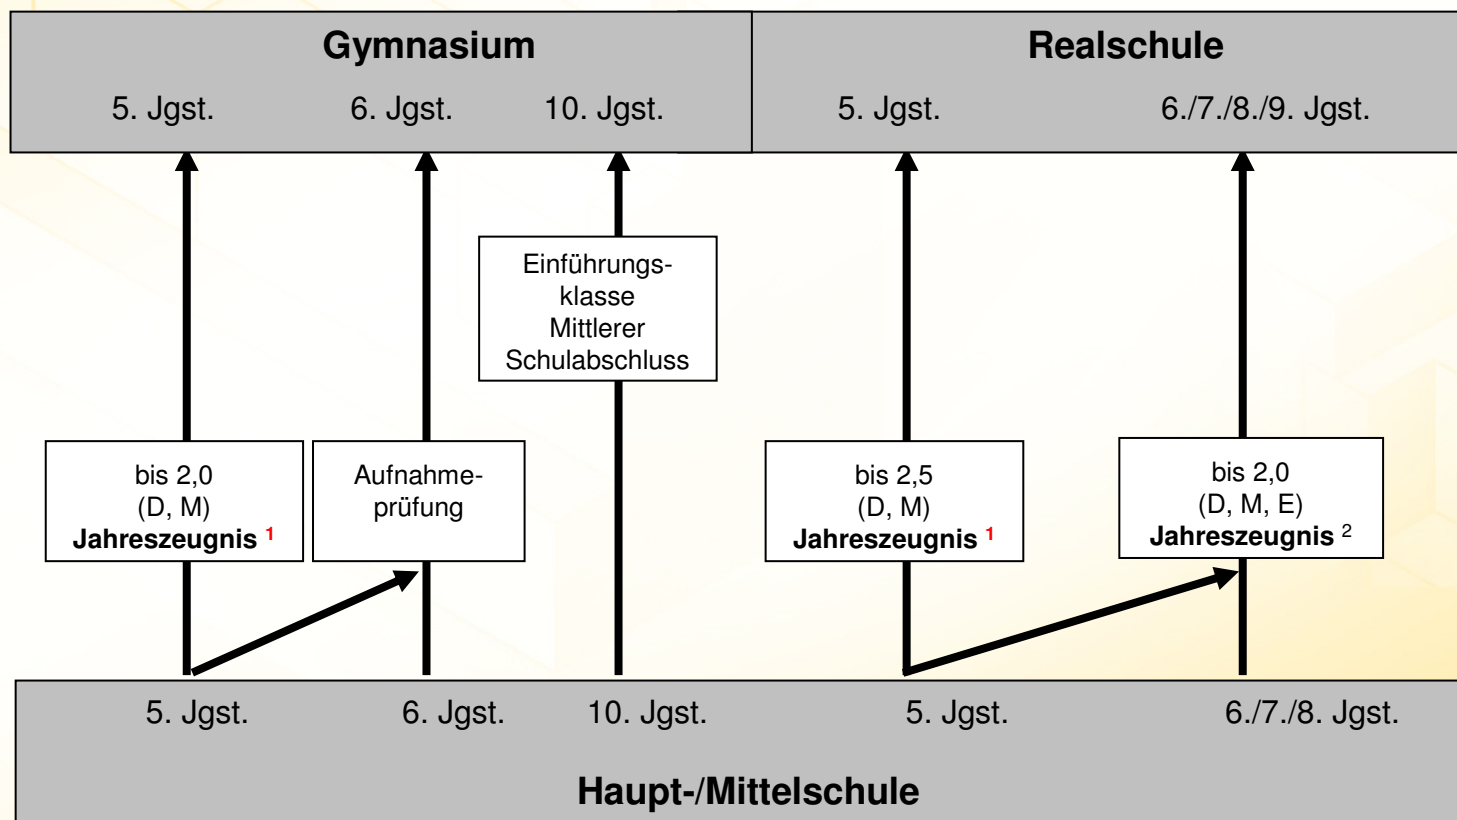 Gymnasium
Realschule
5. Jgst.
6. Jgst.
10. Jgst.
5. Jgst.
6./7./8./9. Jgst.
Einführungs-
klasse
Mittlerer
Schulabschluss
bis 2,0
(D, M)
Jahreszeugnis 1
Aufnahme-
prüfung
bis 2,5
(D, M)
Jahreszeugnis 1
bis 2,0
(D, M, E)
Jahreszeugnis 2
5. Jgst.
6. Jgst.
10. Jgst.
5. Jgst.
6./7./8. Jgst.
Haupt-/Mittelschule